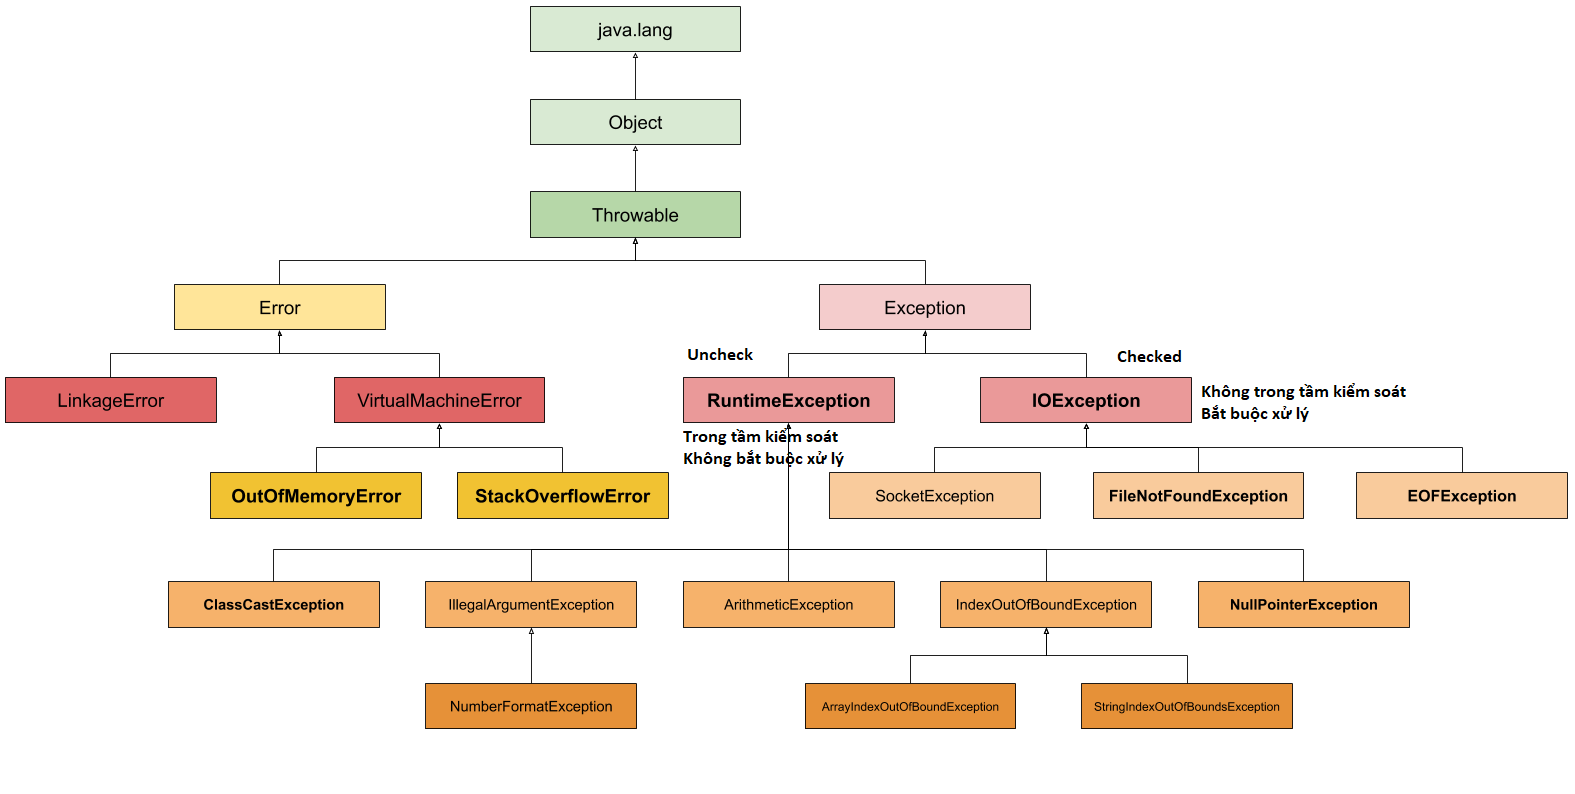 java.lang
Object
Throwable
Error
Exception
Uncheck
Checked
LinkageError
VirtualMachineError
RuntimeException
IOException
Không trong tầm kiểm soát
Bắt buộc xử lý
Trong tầm kiểm soát
Không bắt buộc xử lý
OutOfMemoryError
StackOverflowError
SocketException
FileNotFoundException
EOFException
ClassCastException
IllegalArgumentException
ArithmeticException
IndexOutOfBoundException
NullPointerException
NumberFormatException
ArrayIndexOutOfBoundException
StringIndexOutOfBoundsException